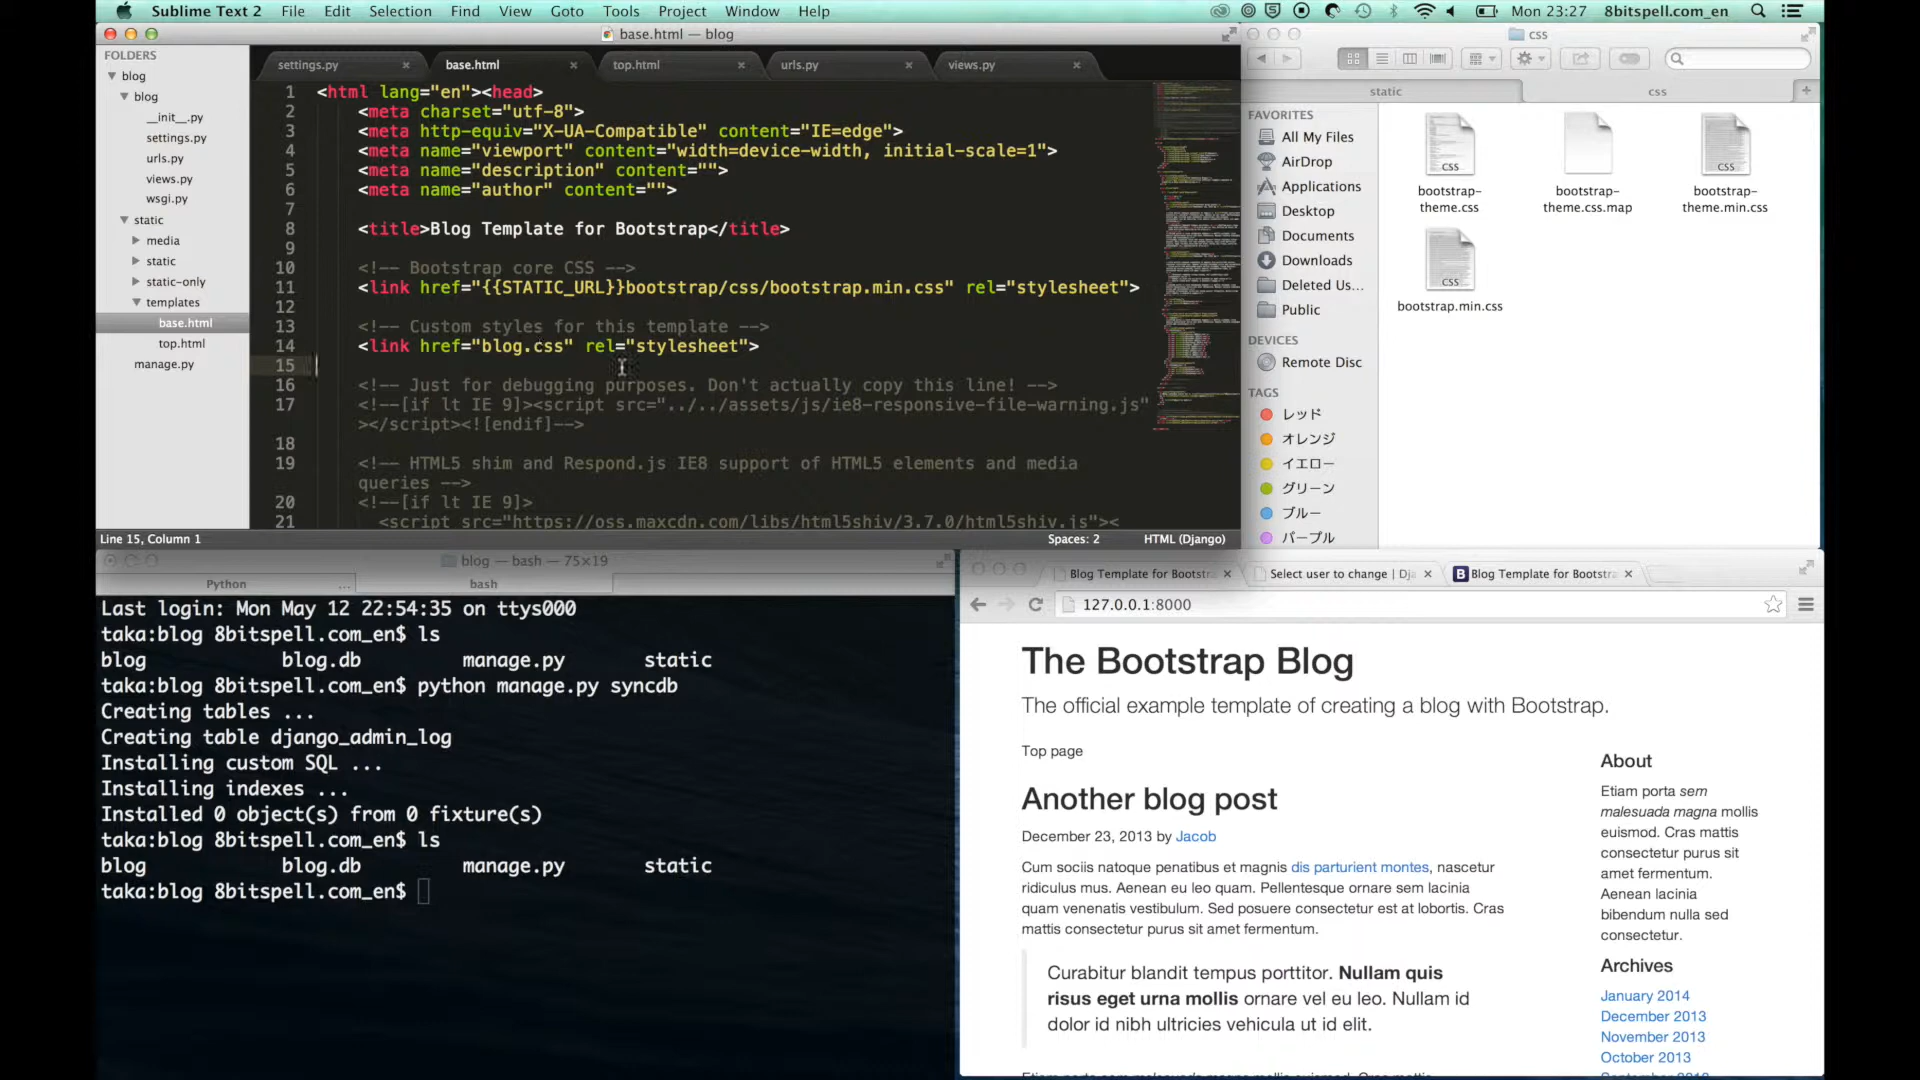 Sublime Text 2 File Edit Selection Find View Goto Tools Project Window Help
Mon 23:27 8bitspell.com_en
base.html — blog
FOLDERS
blog
blog
__init__.py
settings.py
urls.py
views.py
wsgi.py
static
media
static
static-only
templates
base.html
top.html
manage.py
settings.py
base.html
top.html
urls.py
views.py
1 <html lang="en"><head>
2 <meta charset="utf-8">
3 <meta http-equiv="X-UA-Compatible" content="IE=edge">
4 <meta name="viewport" content="width=device-width, initial-scale=1">
5 <meta name="description" content="">
6 <meta name="author" content="">
7
8 <title>Blog Template for Bootstrap</title>
9
10 <!-- Bootstrap core CSS -->
11 <link href="{{STATIC_URL}}bootstrap/css/bootstrap.min.css" rel="stylesheet">
12
13 <!-- Custom styles for this template -->
14 <link href="blog.css" rel="stylesheet">
15
16 <!-- Just for debugging purposes. Don't actually copy this line! -->
17 <!--[if lt IE 9]><script src="../../assets/js/ie8-responsive-file-warning.js"
></script><![endif]-->
18
19 <!-- HTML5 shim and Respond.js IE8 support of HTML5 elements and media
queries -->
20 <!--[if lt IE 9]>
21 <script src="https://oss.maxcdn.com/libs/html5shiv/3.7.0/html5shiv.js"><
Line 15, Column 1
Spaces: 2
HTML (Django)
css
static
css
FAVORITES
All My Files
AirDrop
Applications
Desktop
Documents
Downloads
Deleted Us...
Public
DEVICES
Remote Disc
TAGS
レッド
オレンジ
イエロー
グリーン
ブルー
パープル
CSS
bootstrap-
theme.css
bootstrap-
theme.css.map
CSS
bootstrap-
theme.min.css
CSS
bootstrap.min.css
blog — bash — 75×19
Python ...
bash
Last login: Mon May 12 22:54:35 on ttys000
taka:blog 8bitspell.com_en$ ls
blog blog.db manage.py static
taka:blog 8bitspell.com_en$ python manage.py syncdb
Creating tables ...
Creating table django_admin_log
Installing custom SQL ...
Installing indexes ...
Installed 0 object(s) from 0 fixture(s)
taka:blog 8bitspell.com_en$ ls
blog blog.db manage.py static
taka:blog 8bitspell.com_en$
Blog Template for Bootstra
Select user to change | Dj
B Blog Template for Bootstra
127.0.0.1:8000
The Bootstrap Blog
The official example template of creating a blog with Bootstrap.
Top page
Another blog post
December 23, 2013 by Jacob
Cum sociis natoque penatibus et magnis dis parturient montes, nascetur
ridiculus mus. Aenean eu leo quam. Pellentesque ornare sem lacinia
quam venenatis vestibulum. Sed posuere consectetur est at lobortis. Cras
mattis consectetur purus sit amet fermentum.
Curabitur blandit tempus porttitor. Nullam quis
risus eget urna mollis ornare vel eu leo. Nullam id
dolor id nibh ultricies vehicula ut id elit.
About
Etiam porta sem
malesuada magna mollis
euismod. Cras mattis
consectetur purus sit
amet fermentum.
Aenean lacinia
bibendum nulla sed
consectetur.
Archives
January 2014
December 2013
November 2013
October 2013